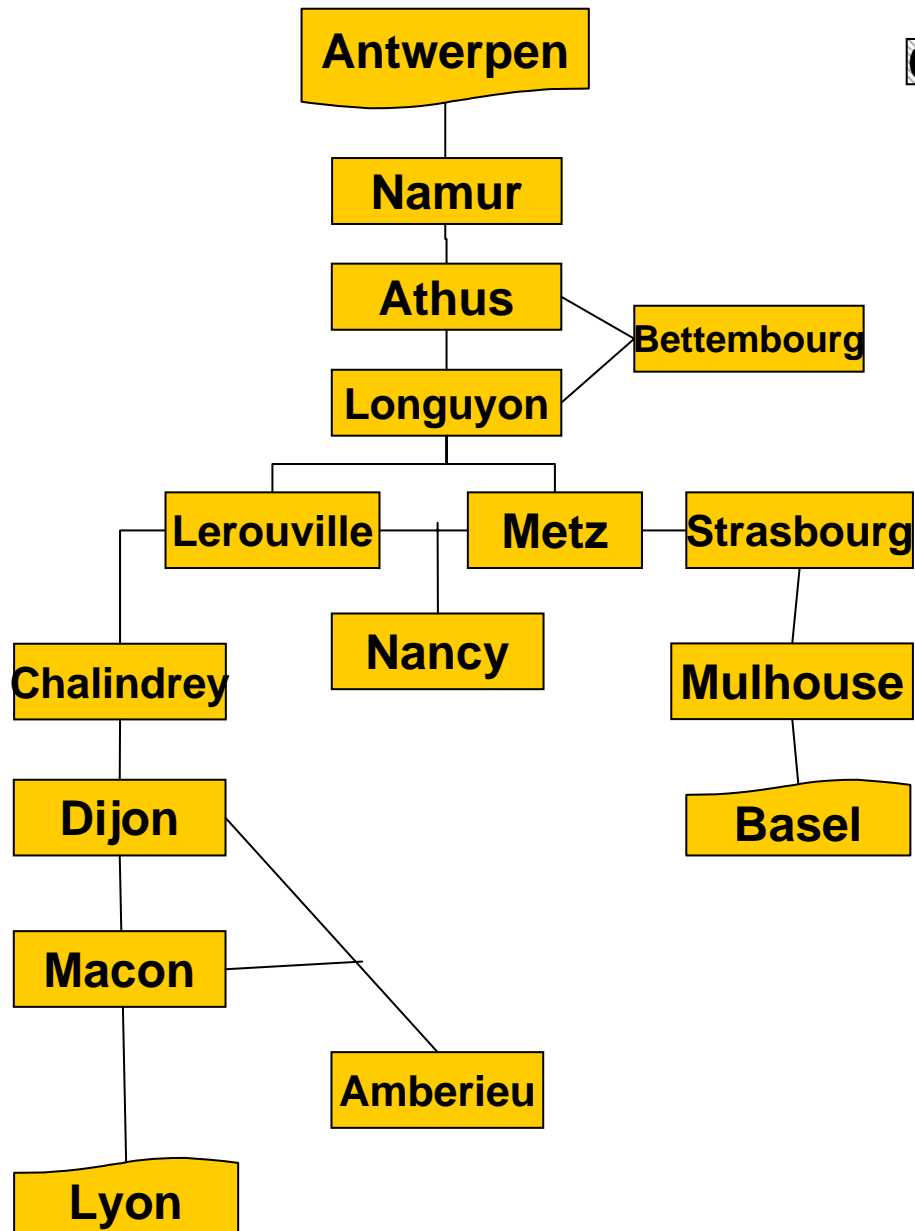 Antwerpen
Namur
Athus
Bettembourg
Longuyon
Lerouville
Metz
Strasbourg
Nancy
Chalindrey
Mulhouse
Dijon
Basel
Macon
Amberieu
Lyon